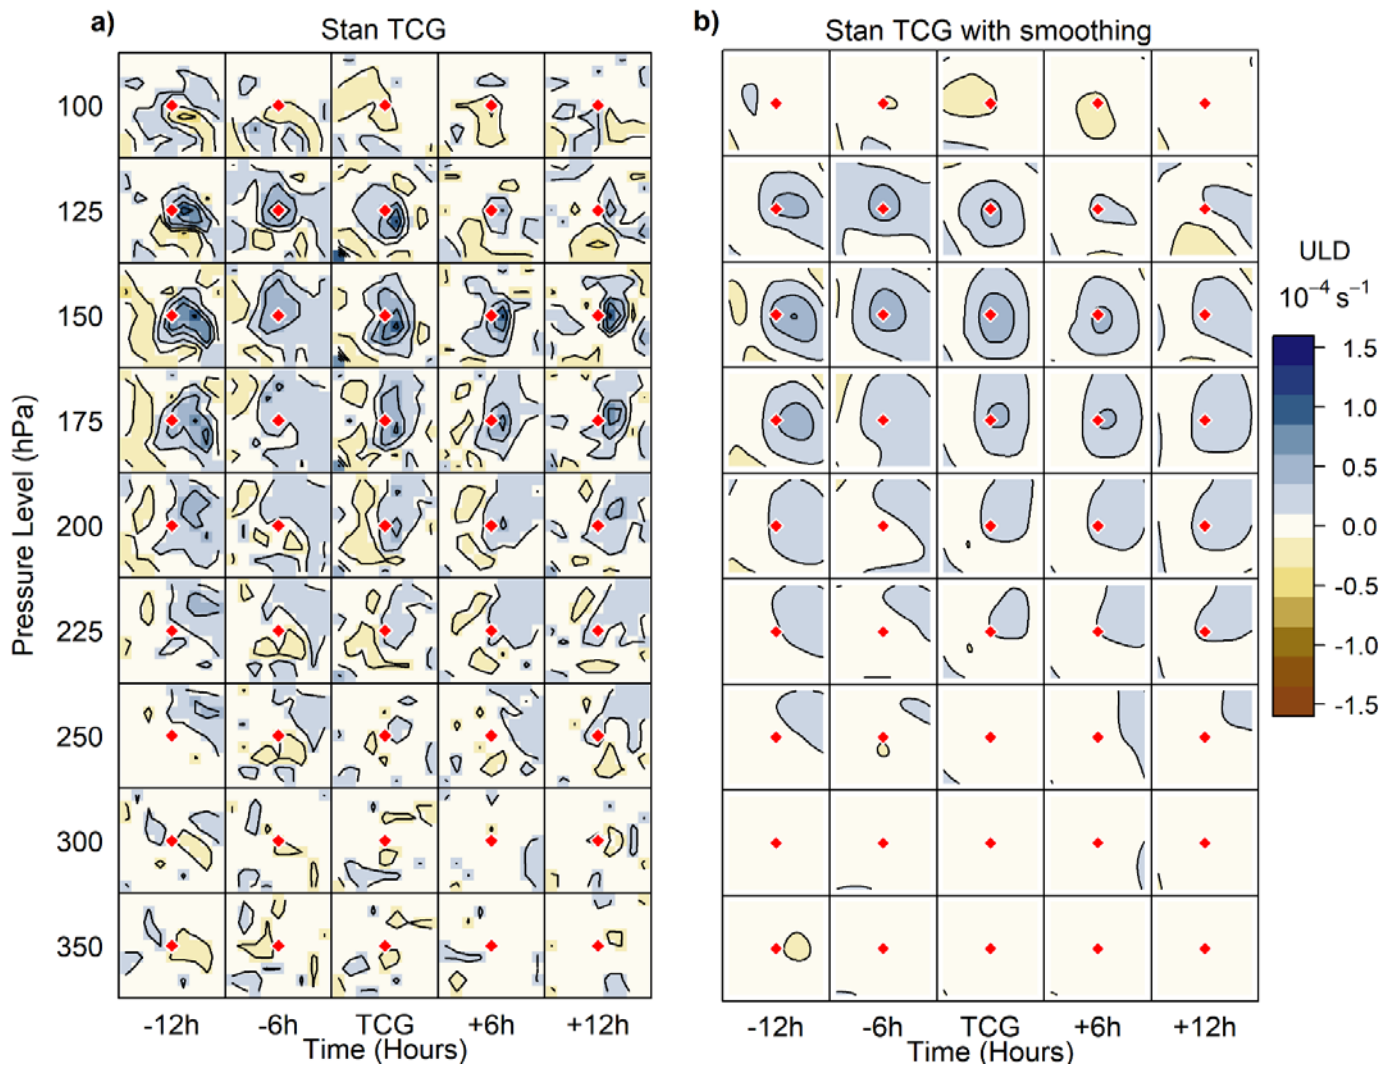 a)
Stan TCG
b)
Stan TCG with smoothing
Pressure Level (hPa)
100
125
150
175
200
225
250
300
350
-12h
-6h
TCG
+6h
+12h
Time (Hours)
-12h
-6h
TCG
+6h
+12h
Time (Hours)
ULD
10⁻⁴ s⁻¹
1.5
1.0
0.5
0.0
-0.5
-1.0
-1.5